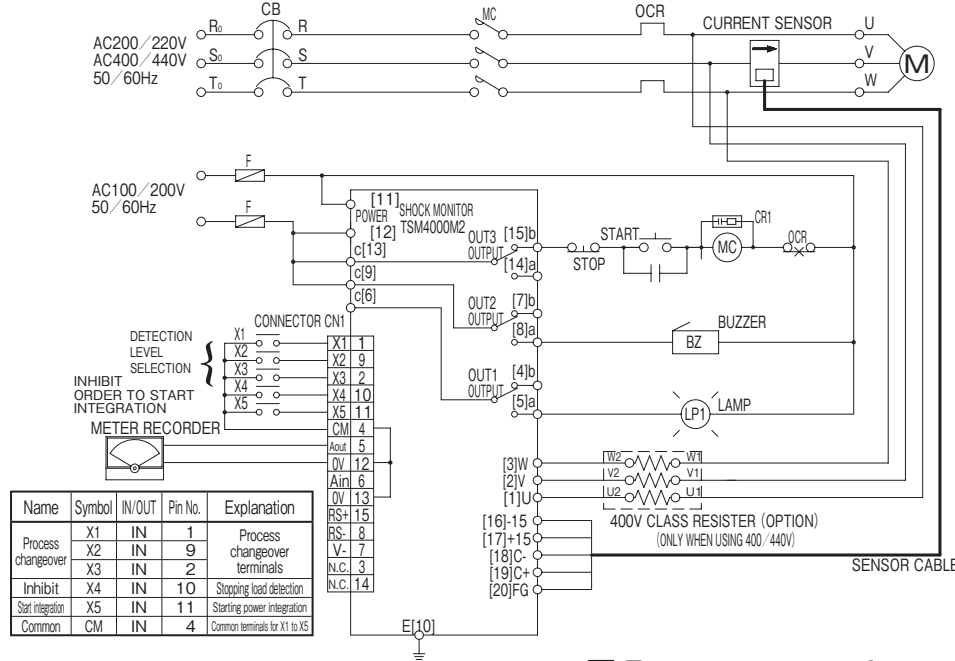 CB
MC
OCR
CURRENT SENSOR
AC200/220V
AC400/440V
50/60Hz
R₀ R U
S₀ S V
T₀ T W
M
F
AC100/200V
50/60Hz
F
[11]
POWER
[12]
SHOCK MONITOR
TSM4000M2
c[13]
c[9]
c[6]
OUT3
OUTPUT
[15]b
[14]a
START
STOP
CR1
MC
OCR
OUT2
OUTPUT
[7]b
[8]a
BUZZER
BZ
OUT1
OUTPUT
[4]b
[5]a
LAMP
LP1
CONNECTOR CN1
DETECTION
LEVEL
SELECTION
INHIBIT
ORDER TO START
INTEGRATION
METER RECORDER
X1
X2
X3
X4
X5
X1 1
X2 9
X3 2
X4 10
X5 11
CM 4
Aout 5
0V 12
Ain 6
0V 13
RS+ 15
RS- 8
V- 7
N.C. 3
N.C. 14
[3]W
[2]V
[1]U
W2 W1
V2 V1
U2 U1
400V CLASS RESISTER (OPTION)
(ONLY WHEN USING 400/440V)
[16]-15
[17]+15
[18]C-
[19]C+
[20]FG
SENSOR CABLE
E[10]
Name Symbol IN/OUT Pin No. Explanation
Process changeover X1 IN 1 Process changeover terminals
X2 IN 9
X3 IN 2
Inhibit X4 IN 10 Stopping load detection
Start integration X5 IN 11 Starting power integration
Common CM IN 4 Common terminals for X1 to X5